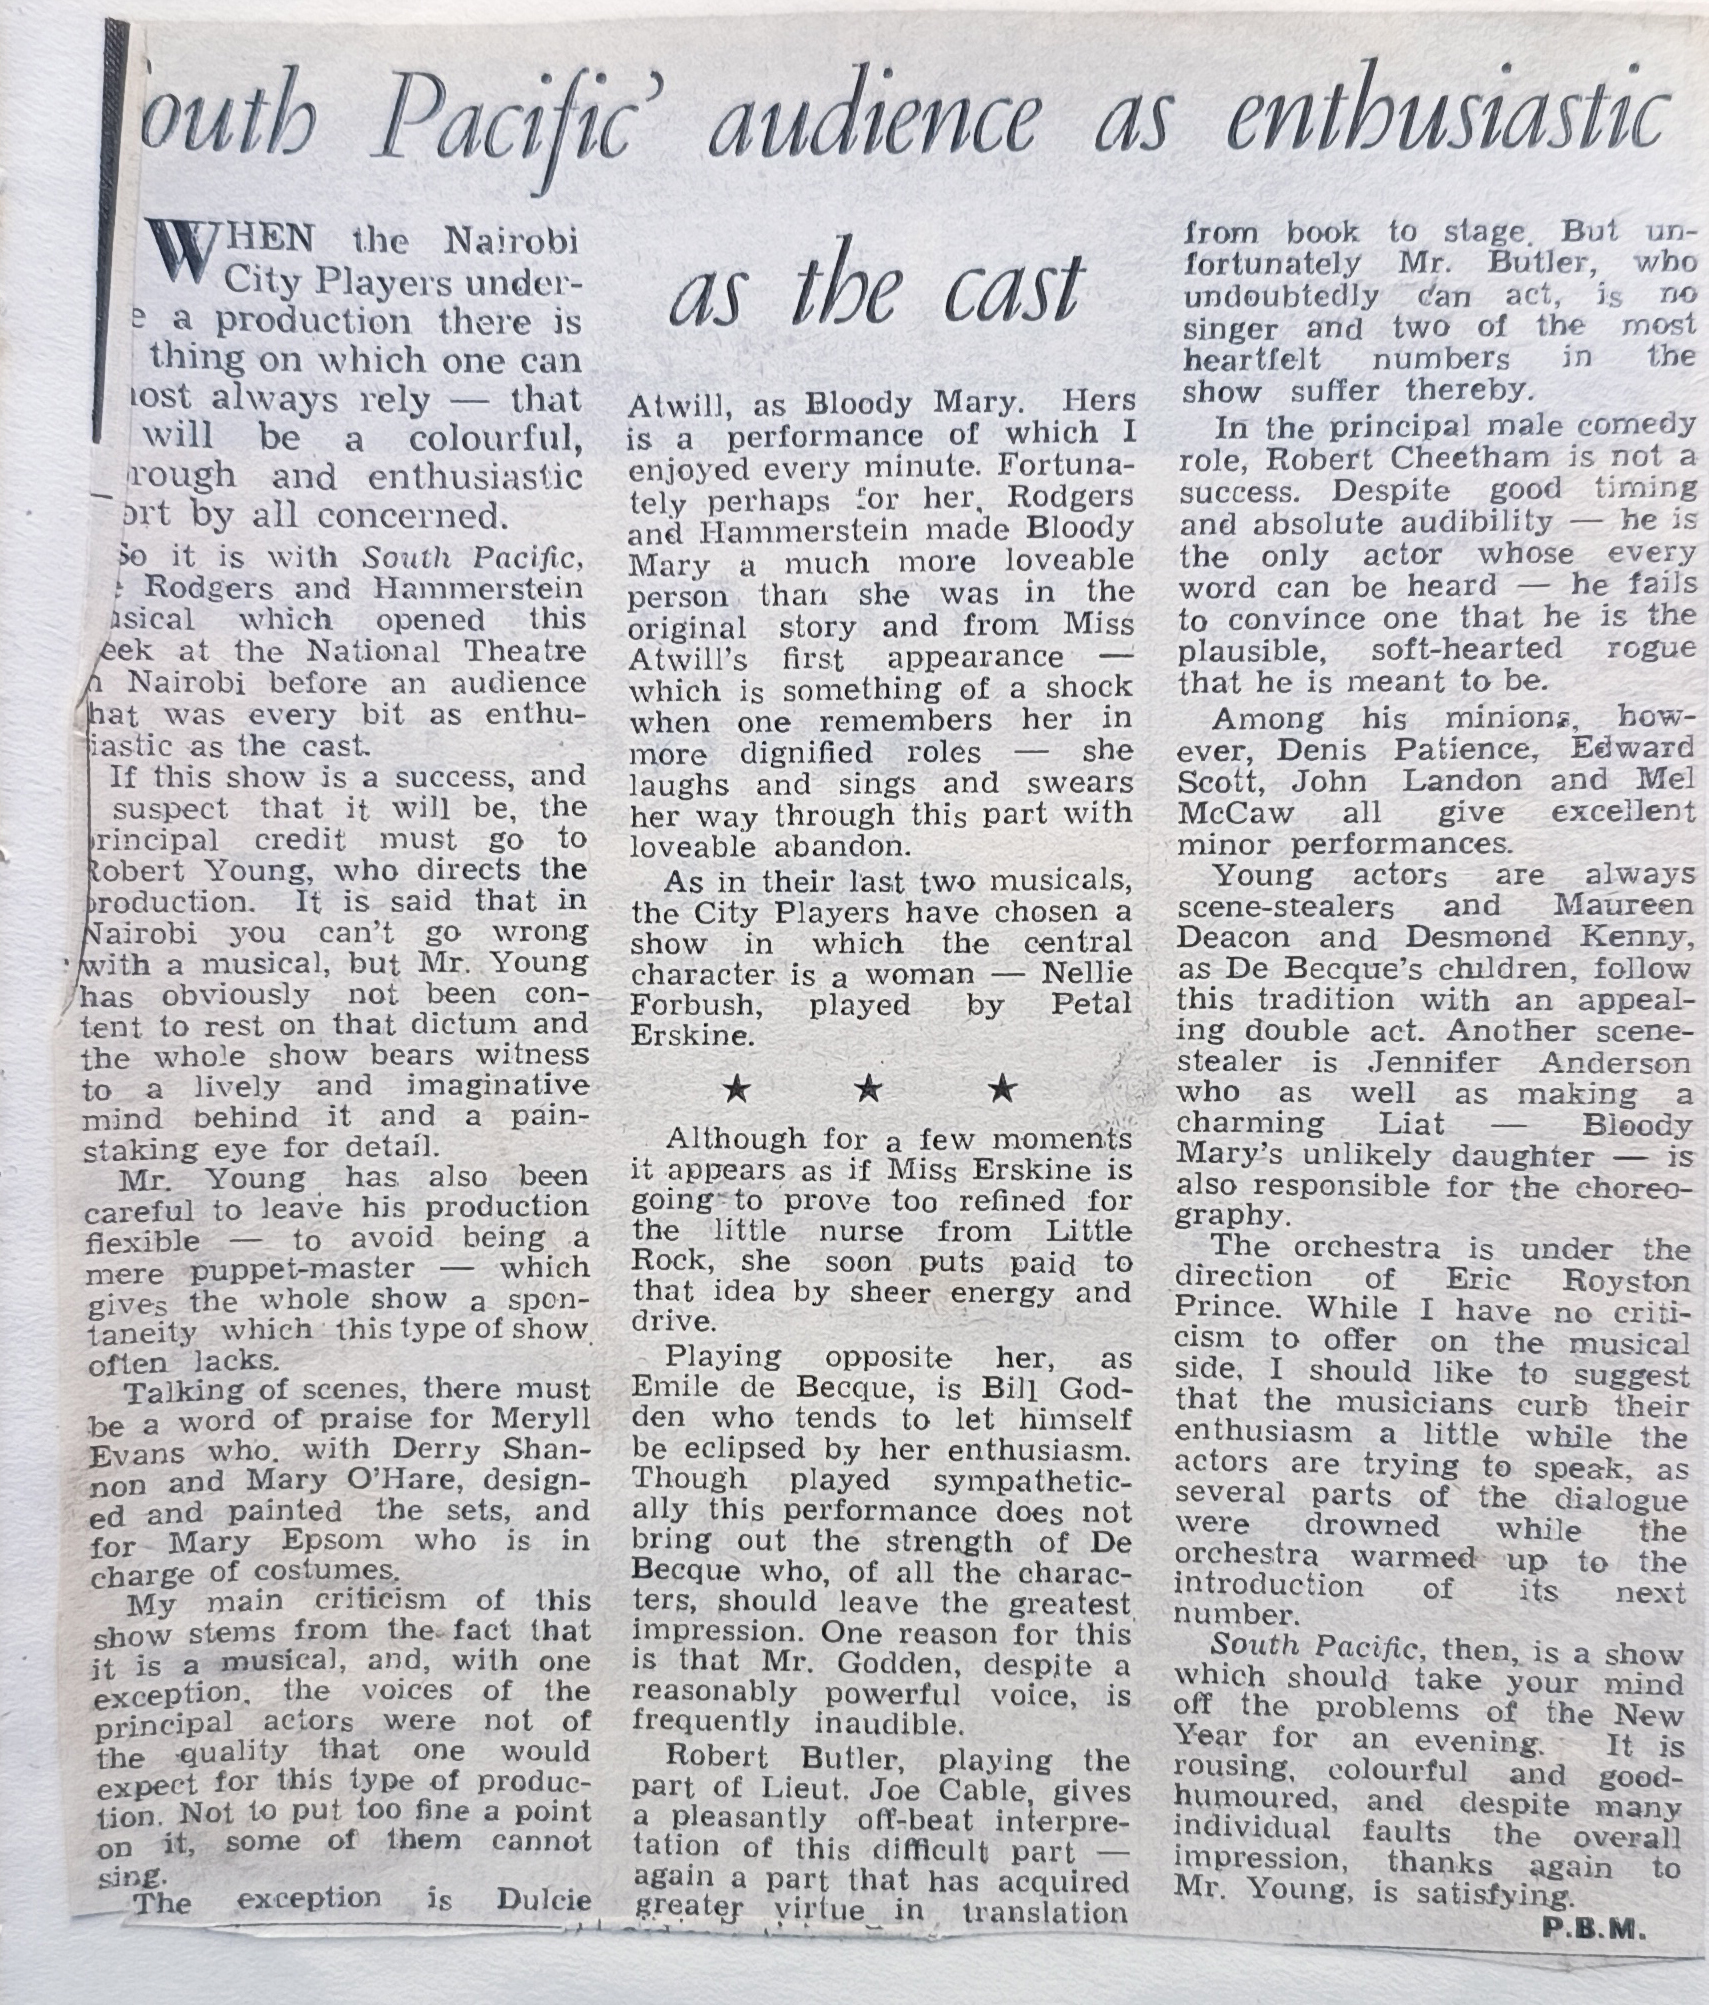 outh Pacific' audience as enthusiastic
as the cast
WHEN the Nairobi
City Players under-
e a production there is
thing on which one can
ost always rely — that
will be a colourful,
rough and enthusiastic
ort by all concerned.
So it is with South Pacific,
e Rodgers and Hammerstein
usical which opened this
eek at the National Theatre
n Nairobi before an audience
hat was every bit as enthu-
iastic as the cast.
If this show is a success, and
suspect that it will be, the
principal credit must go to
Robert Young, who directs the
production. It is said that in
Nairobi you can't go wrong
with a musical, but Mr. Young
has obviously not been con-
tent to rest on that dictum and
the whole show bears witness
to a lively and imaginative
mind behind it and a pain-
staking eye for detail.
Mr. Young has also been
careful to leave his production
flexible — to avoid being a
mere puppet-master — which
gives the whole show a spon-
taneity which this type of show
often lacks.
Talking of scenes, there must
be a word of praise for Meryll
Evans who. with Derry Shan-
non and Mary O'Hare, design-
ed and painted the sets, and
for Mary Epsom who is in
charge of costumes.
My main criticism of this
show stems from the fact that
it is a musical, and, with one
exception, the voices of the
principal actors were not of
the quality that one would
expect for this type of produc-
tion. Not to put too fine a point
on it, some of them cannot
sing.
The exception is Dulcie
Atwill, as Bloody Mary. Hers
is a performance of which I
enjoyed every minute. Fortuna-
tely perhaps for her, Rodgers
and Hammerstein made Bloody
Mary a much more loveable
person than she was in the
original story and from Miss
Atwill's first appearance —
which is something of a shock
when one remembers her in
more dignified roles — she
laughs and sings and swears
her way through this part with
loveable abandon.
As in their last two musicals,
the City Players have chosen a
show in which the central
character is a woman — Nellie
Forbush, played by Petal
Erskine.
★ ★ ★
Although for a few moments
it appears as if Miss Erskine is
going to prove too refined for
the little nurse from Little
Rock, she soon puts paid to
that idea by sheer energy and
drive.
Playing opposite her, as
Emile de Becque, is Bill God-
den who tends to let himself
be eclipsed by her enthusiasm.
Though played sympathetic-
ally this performance does not
bring out the strength of De
Becque who, of all the charac-
ters, should leave the greatest
impression. One reason for this
is that Mr. Godden, despite a
reasonably powerful voice, is
frequently inaudible.
Robert Butler, playing the
part of Lieut. Joe Cable, gives
a pleasantly off-beat interpre-
tation of this difficult part —
again a part that has acquired
greater virtue in translation
from book to stage. But un-
fortunately Mr. Butler, who
undoubtedly can act, is no
singer and two of the most
heartfelt numbers in the
show suffer thereby.
In the principal male comedy
role, Robert Cheetham is not a
success. Despite good timing
and absolute audibility — he is
the only actor whose every
word can be heard — he fails
to convince one that he is the
plausible, soft-hearted rogue
that he is meant to be.
Among his minions, how-
ever, Denis Patience, Edward
Scott, John Landon and Mel
McCaw all give excellent
minor performances.
Young actors are always
scene-stealers and Maureen
Deacon and Desmond Kenny,
as De Becque's children, follow
this tradition with an appeal-
ing double act. Another scene-
stealer is Jennifer Anderson
who as well as making a
charming Liat — Bloody
Mary's unlikely daughter — is
also responsible for the choreo-
graphy.
The orchestra is under the
direction of Eric Royston
Prince. While I have no criti-
cism to offer on the musical
side, I should like to suggest
that the musicians curb their
enthusiasm a little while the
actors are trying to speak, as
several parts of the dialogue
were drowned while the
orchestra warmed up to the
introduction of its next
number.
South Pacific, then, is a show
which should take your mind
off the problems of the New
Year for an evening. It is
rousing, colourful and good-
humoured, and despite many
individual faults the overall
impression, thanks again to
Mr. Young, is satisfying.
P.B.M.